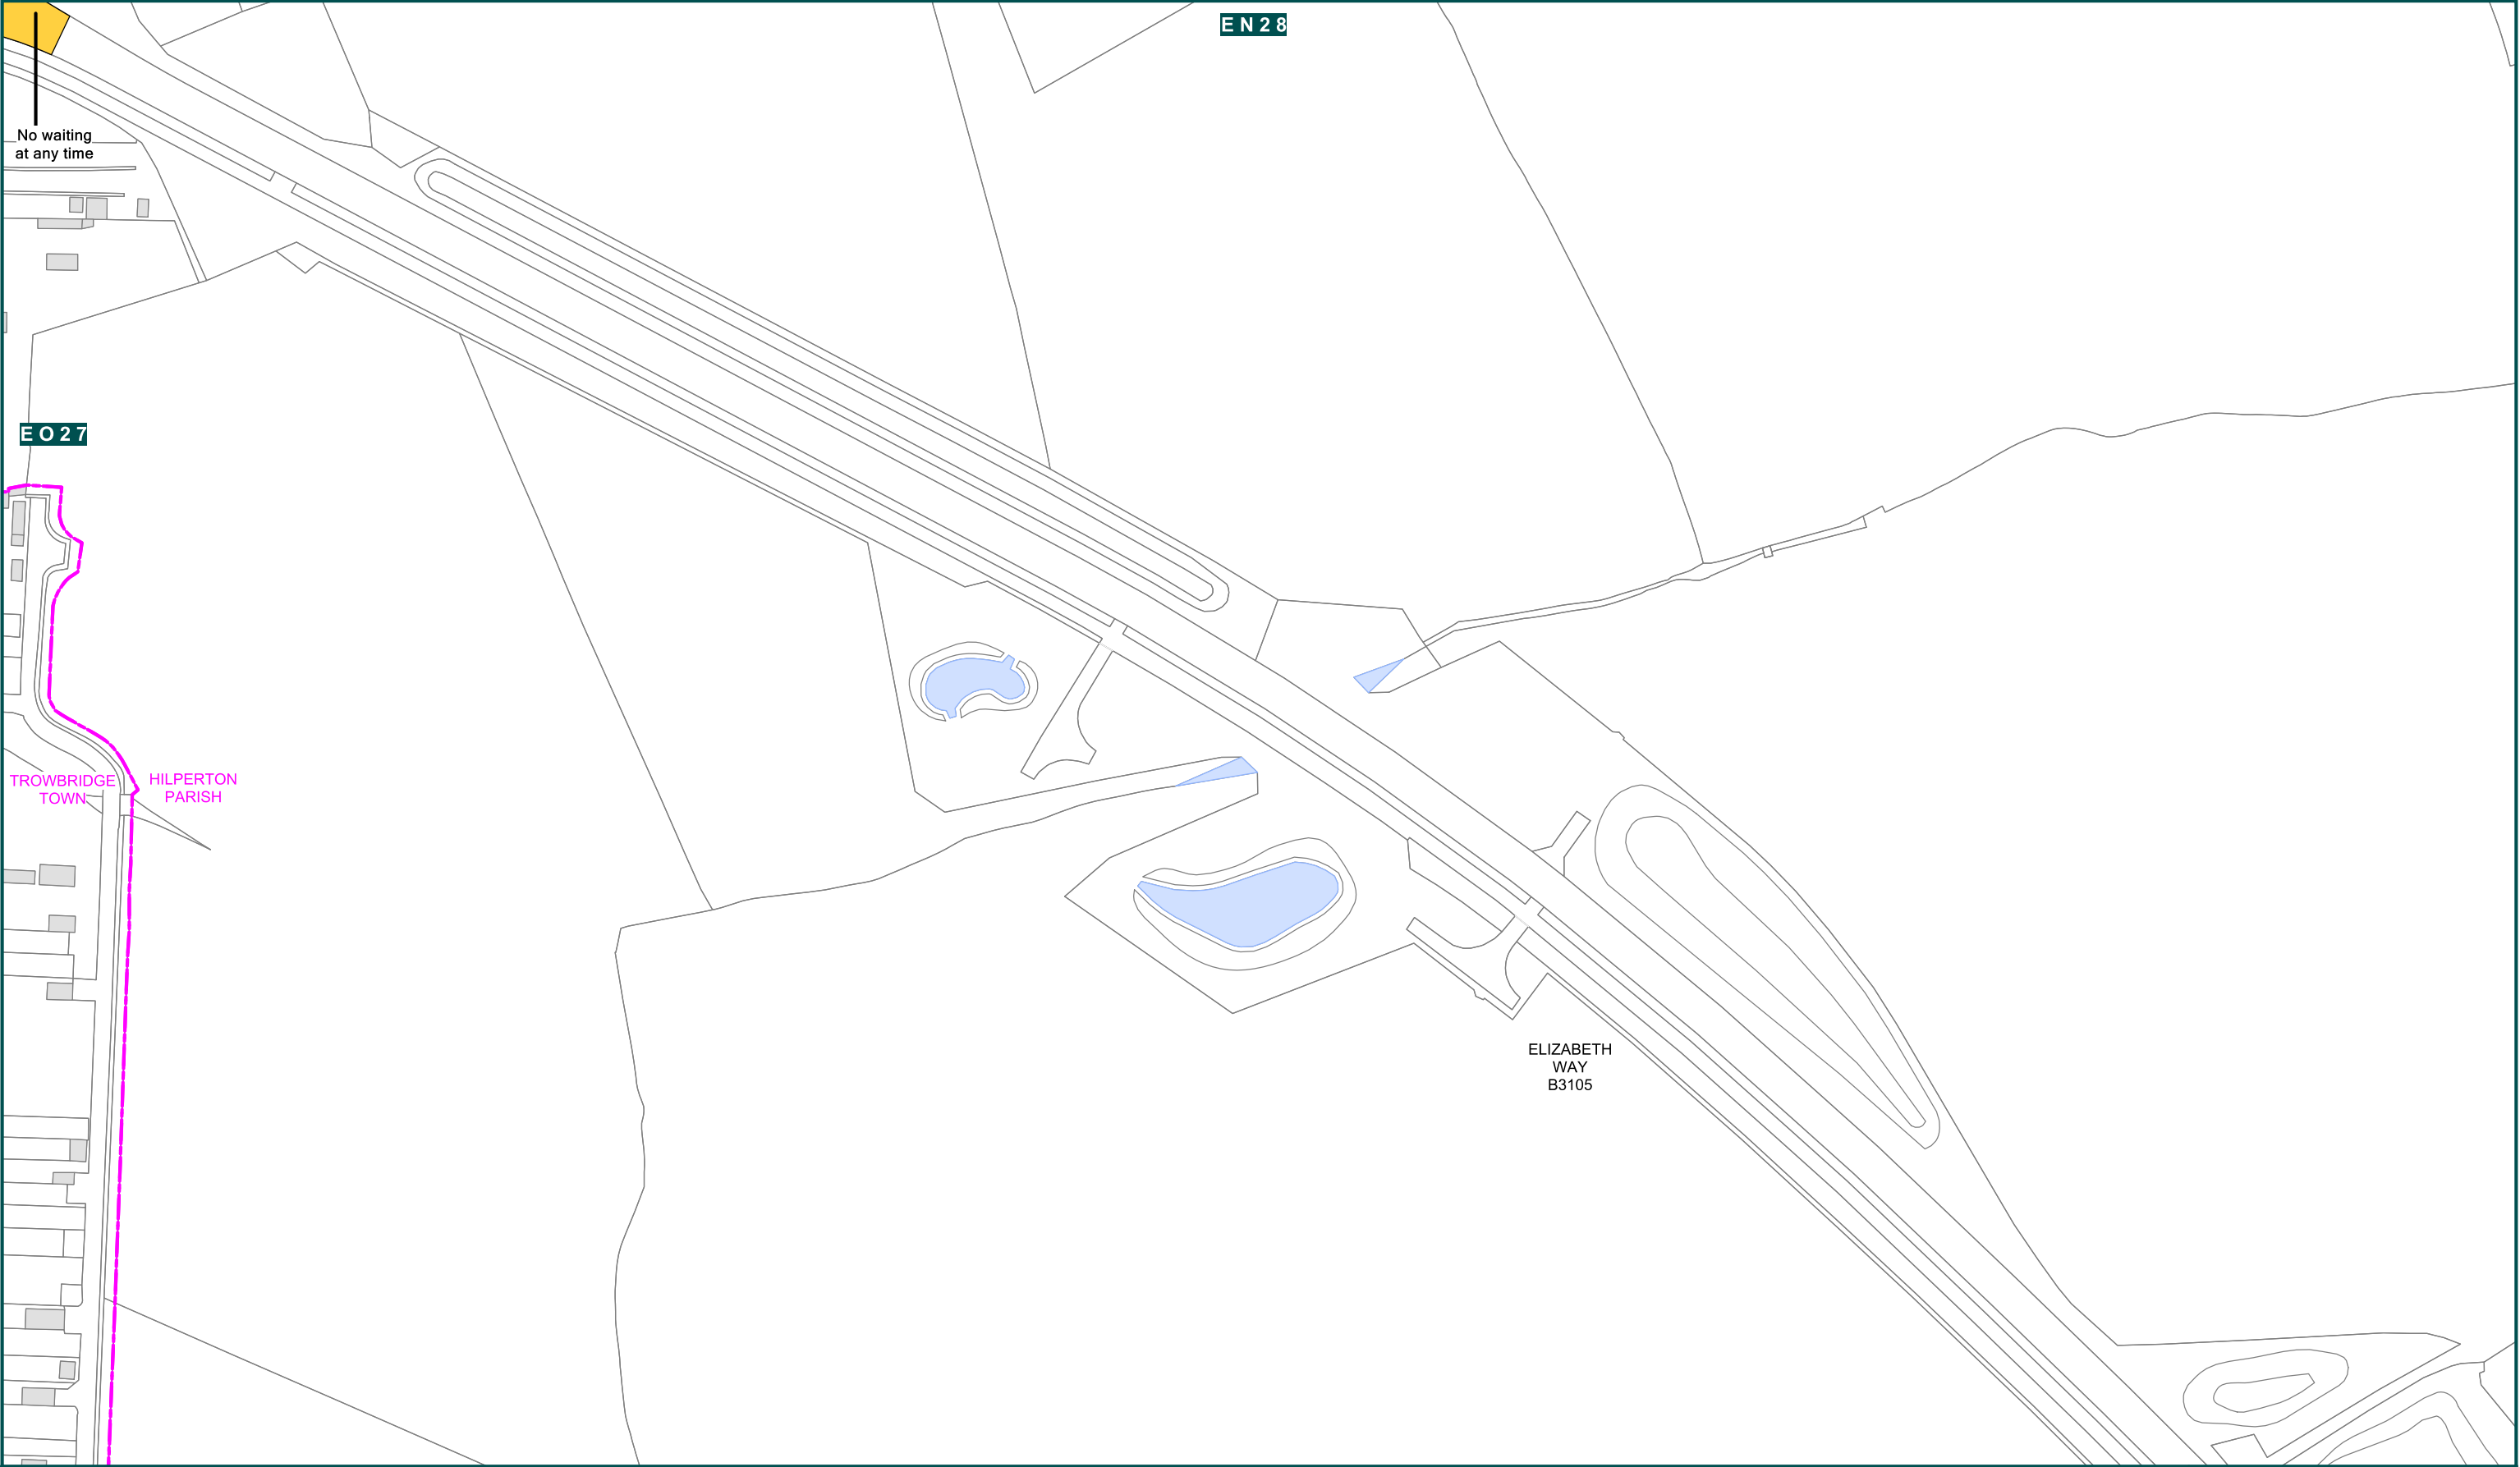 E N 2 8
No waiting
at any time
E O 2 7
TROWBRIDGE
TOWN
HILPERTON
PARISH
ELIZABETH
WAY
B3105